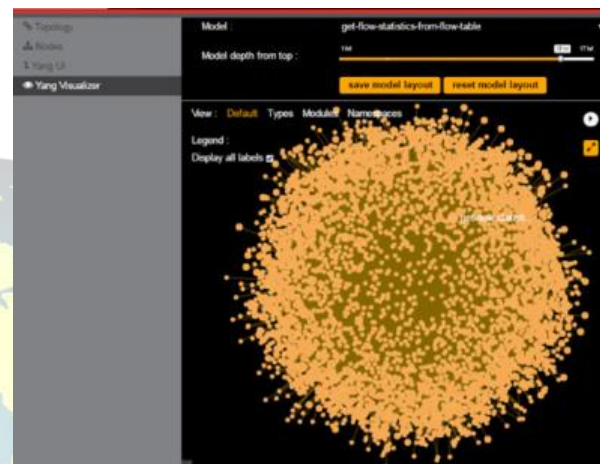 Topology
Nodes
Yang UI
Yang Visualizer
Model :
get-flow-statistics-from-flow-table
Model depth from top :
save model layout
reset model layout
View :
Default
Types
Modules
Namespaces
Legend :
Display all labels